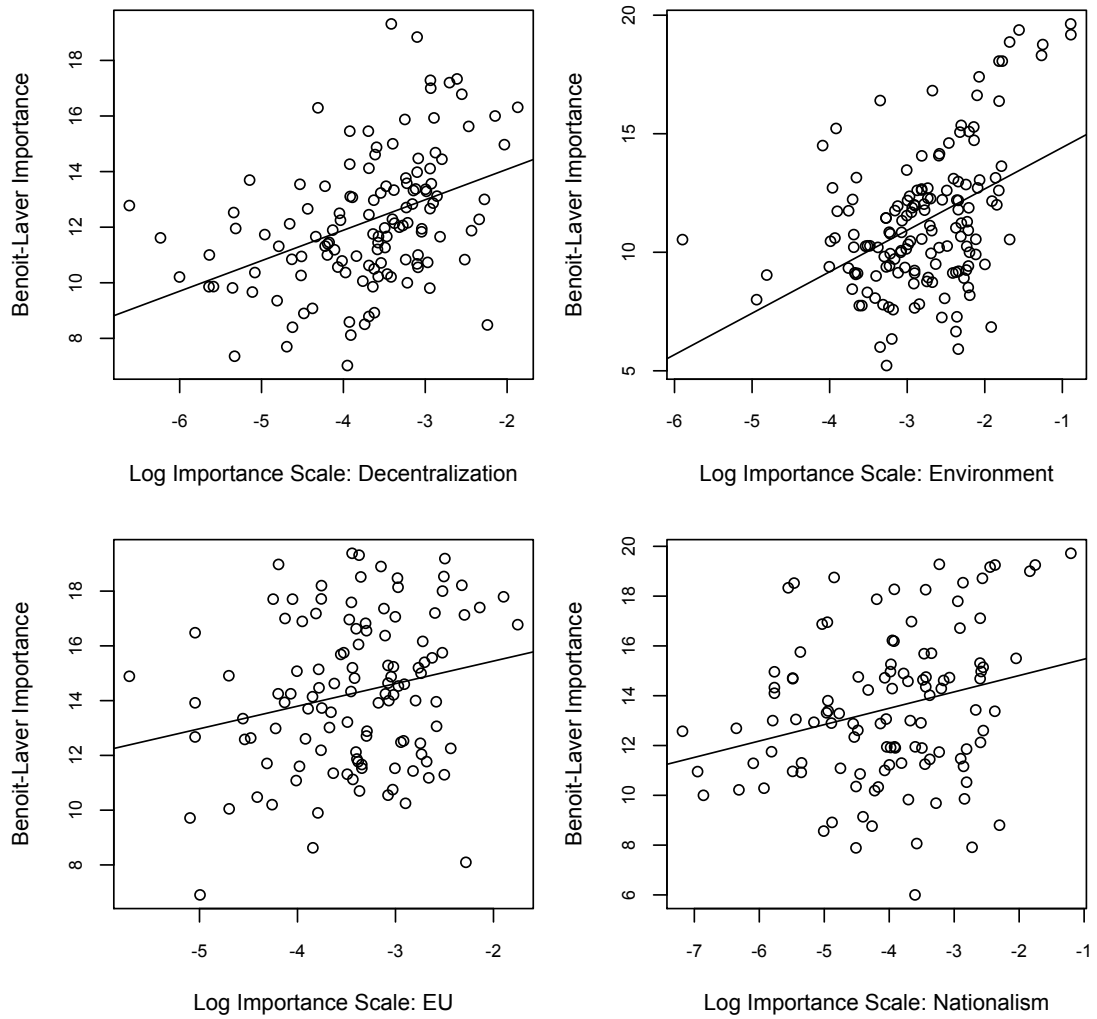 18
16
14
12
10
8
Benoit-Laver Importance
-6 -5 -4 -3 -2
Log Importance Scale: Decentralization
20
15
10
5
Benoit-Laver Importance
-6 -5 -4 -3 -2 -1
Log Importance Scale: Environment
18
16
14
12
10
8
Benoit-Laver Importance
-5 -4 -3 -2
Log Importance Scale: EU
20
18
16
14
12
10
8
6
Benoit-Laver Importance
-7 -6 -5 -4 -3 -2 -1
Log Importance Scale: Nationalism